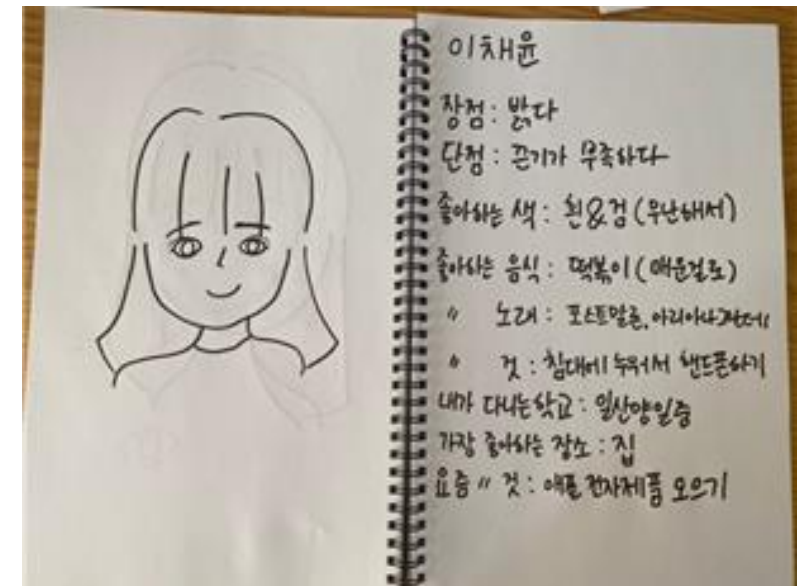 이채윤
장점 : 밝다
단점 : 끈기가 부족하다
좋아하는 색 : 흰&검 (무난해서)
좋아하는 음식 : 떡볶이 (매운걸로)
〃 노래 : 포스트말론, 아리아나그란데
〃 것 : 침대에 누워서 핸드폰하기
내가 다니는학교 : 일산양일중
가장 좋아하는 장소 : 집
요즘 〃 것 : 애플 전자제품 모으기